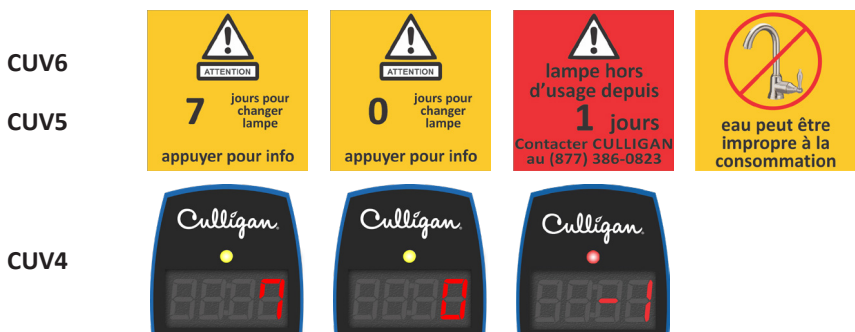 CUV6
CUV5
ATTENTION
7
jours pour
changer
lampe
appuyer pour info
ATTENTION
0
jours pour
changer
lampe
appuyer pour info
lampe hors
d'usage depuis
1 jours
Contacter CULLIGAN
au (877) 386-0823
eau peut être
impropre à la
consommation
CUV4
Culligan.
7
Culligan.
0
Culligan.
-1